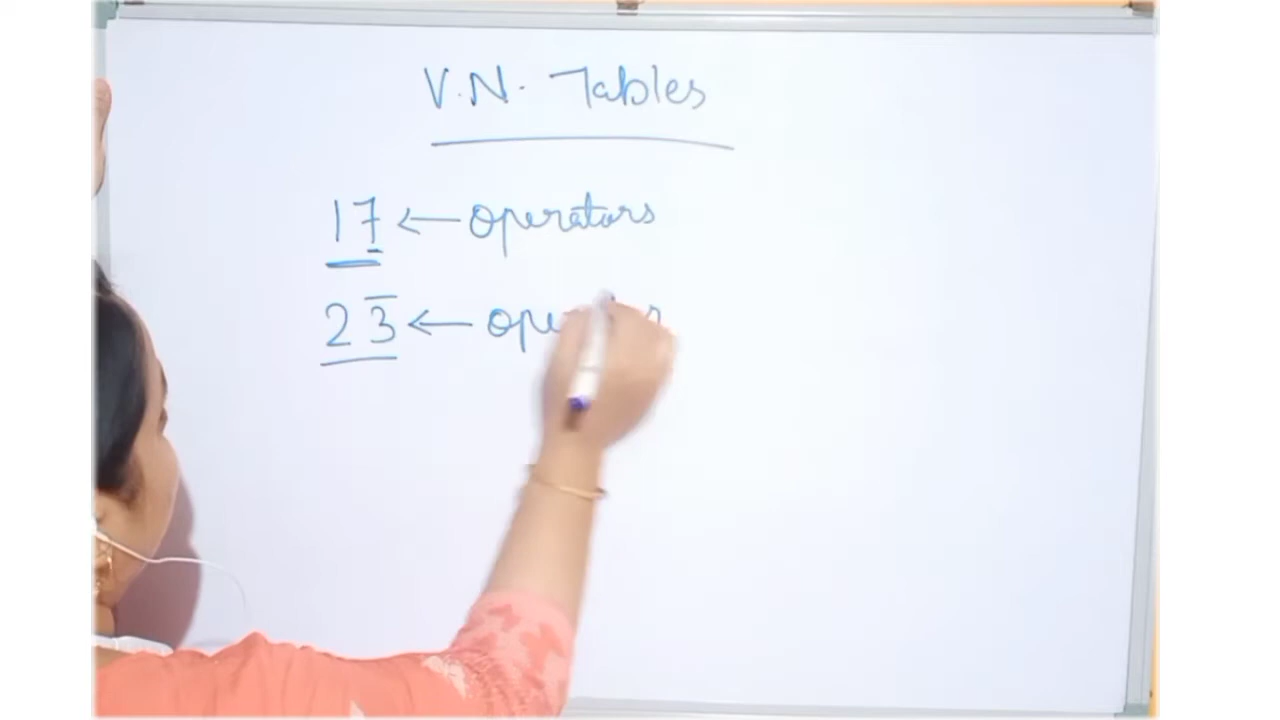 V.N. Tables
17 ← operators
23̅ ←